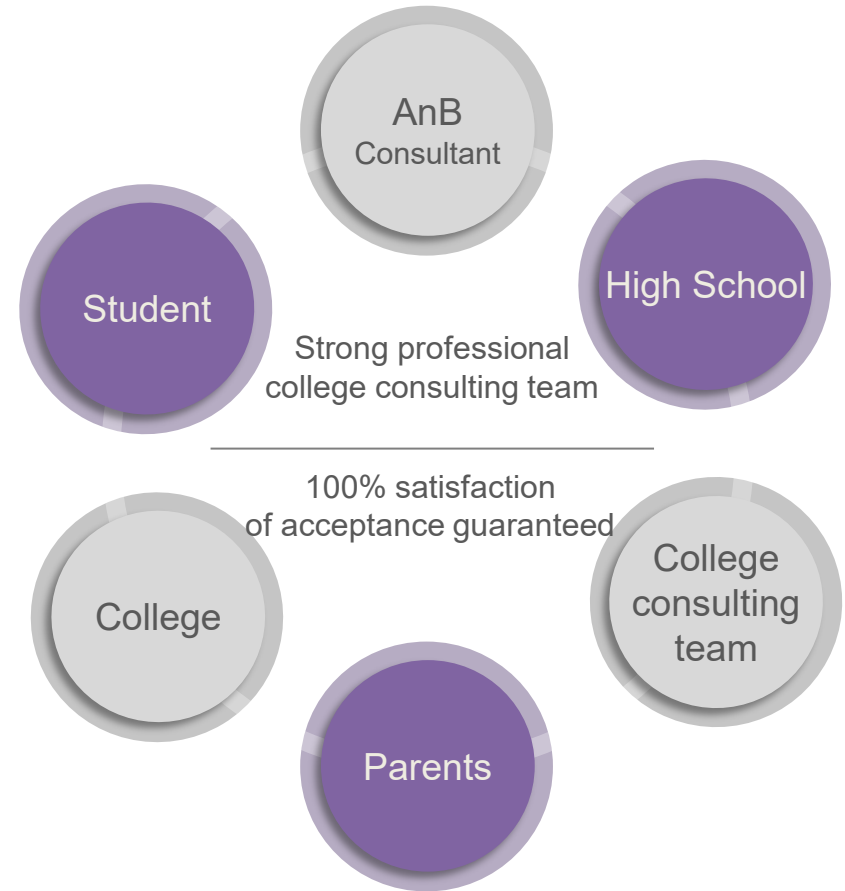 AnB
Consultant
High School
Student
Strong professional
college consulting team
100% satisfaction
of acceptance guaranteed
College
consulting
team
College
Parents